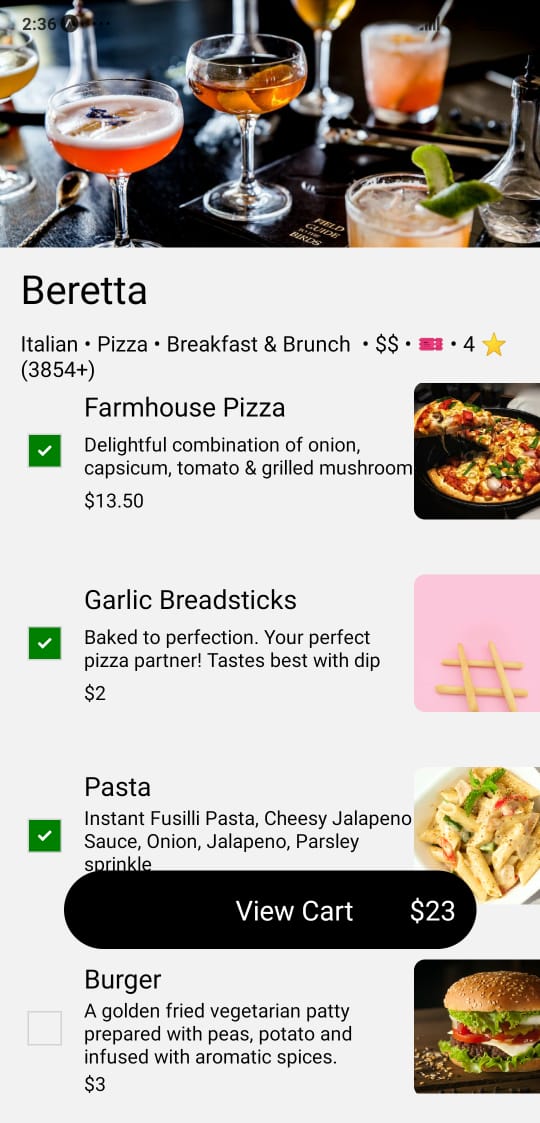 2:36
FIELD
GUIDE
TO THE
BIRDS
Beretta
Italian • Pizza • Breakfast & Brunch • $$ • 🎟️ • 4 ⭐
(3854+)
Farmhouse Pizza
Delightful combination of onion,
capsicum, tomato & grilled mushroom
$13.50
Garlic Breadsticks
Baked to perfection. Your perfect
pizza partner! Tastes best with dip
$2
Pasta
Instant Fusilli Pasta, Cheesy Jalapeno
Sauce, Onion, Jalapeno, Parsley
sprinkle
View Cart $23
Burger
A golden fried vegetarian patty
prepared with peas, potato and
infused with aromatic spices.
$3